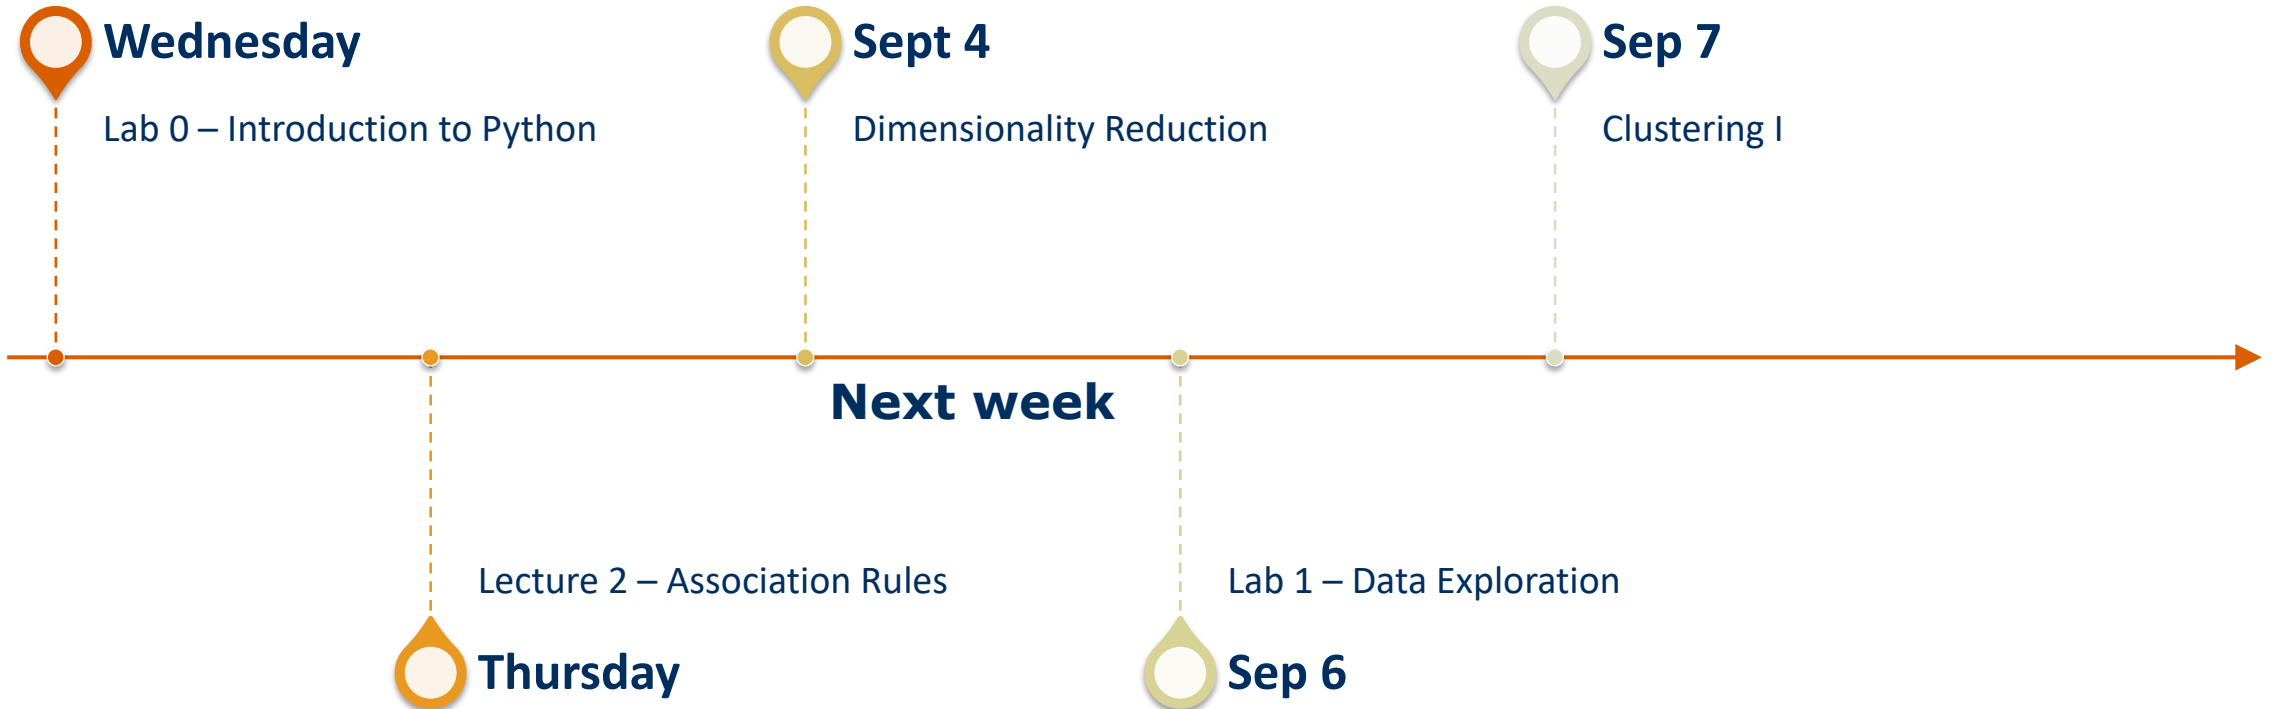 Wednesday
Lab 0 – Introduction to Python
Sept 4
Dimensionality Reduction
Sep 7
Clustering I
Next week
Lecture 2 – Association Rules
Thursday
Lab 1 – Data Exploration
Sep 6